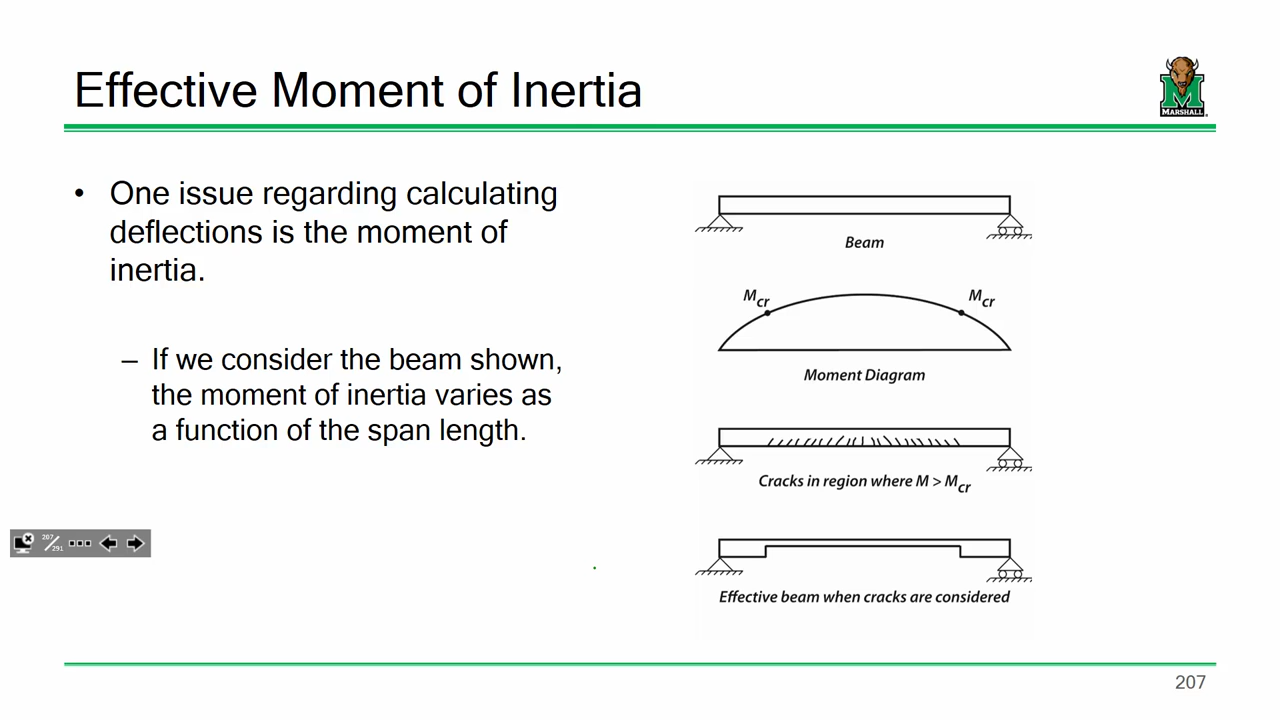 Effective Moment of Inertia
MARSHALL
• One issue regarding calculating
deflections is the moment of
inertia.
– If we consider the beam shown,
the moment of inertia varies as
a function of the span length.
Beam
Mcr
Mcr
Moment Diagram
Cracks in region where M > Mcr
Effective beam when cracks are considered
207/291
207